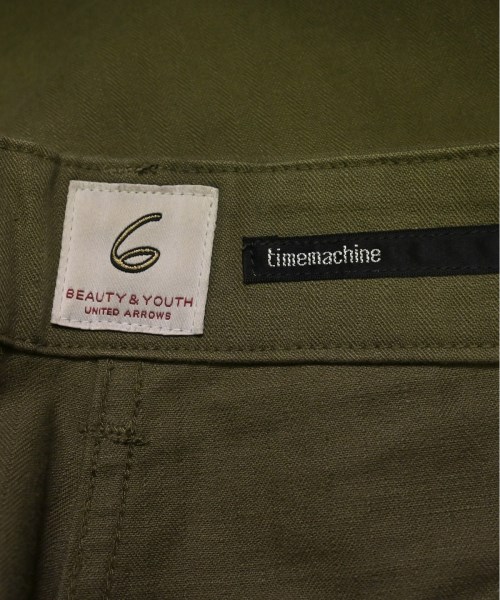 6
BEAUTY & YOUTH
UNITED ARROWS
timemachine